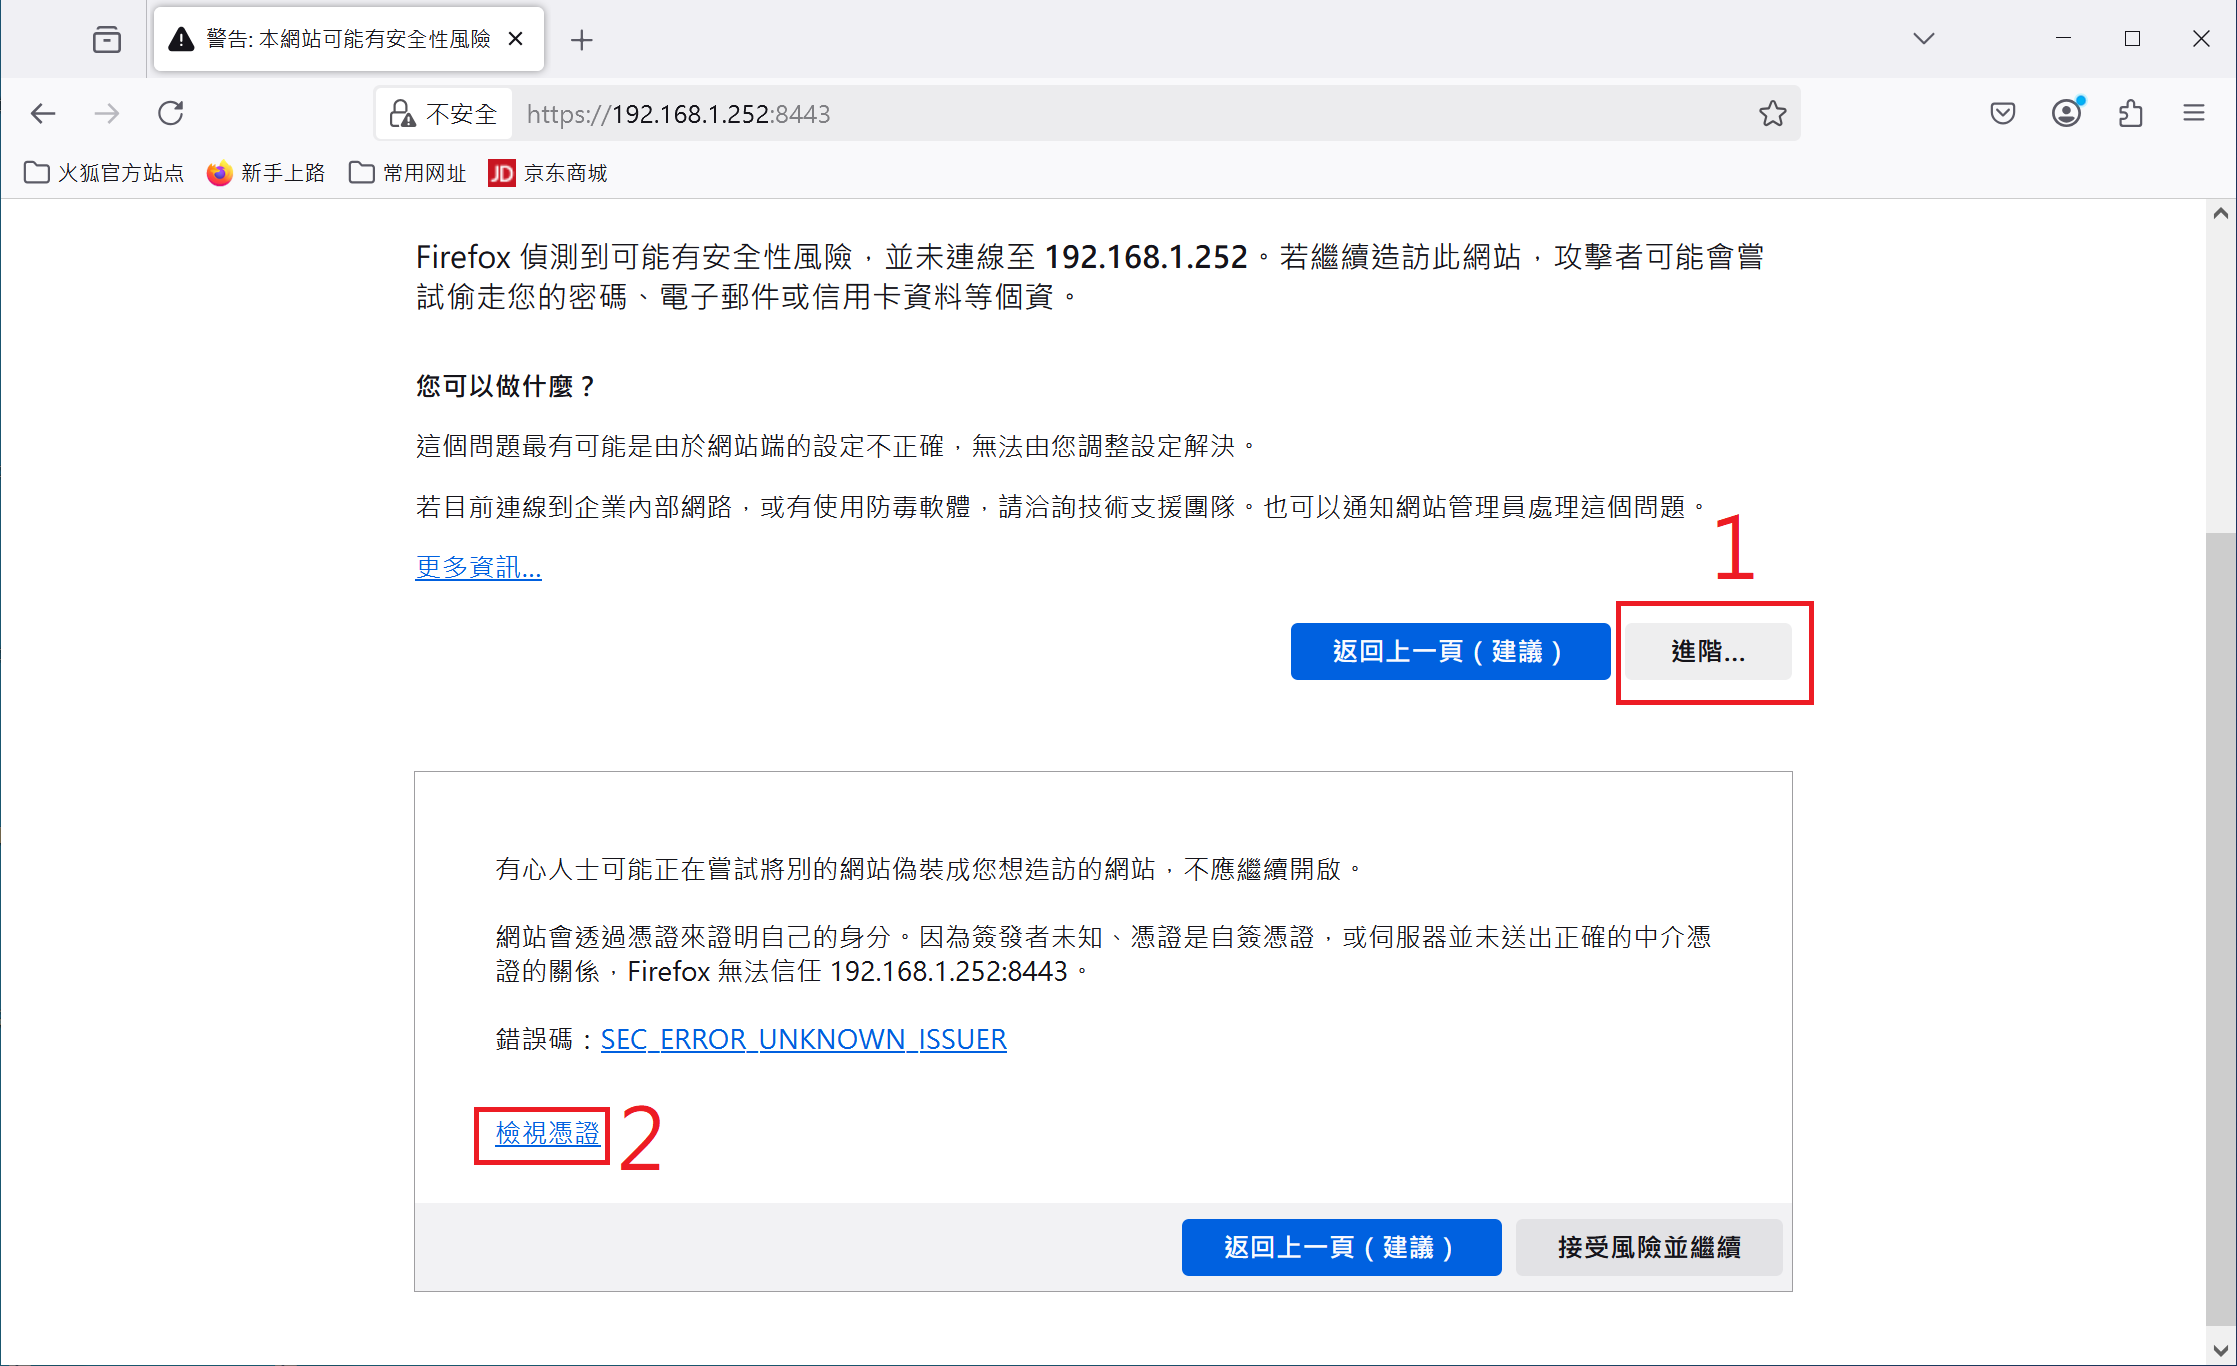 警告: 本網站可能有安全性風險
不安全 https://192.168.1.252:8443
火狐官方站点 新手上路 常用网址 JD 京东商城
Firefox 偵測到可能有安全性風險，並未連線至 192.168.1.252。若繼續造訪此網站，攻擊者可能會嘗
試偷走您的密碼、電子郵件或信用卡資料等個資。
您可以做什麼？
這個問題最有可能是由於網站端的設定不正確，無法由您調整設定解決。
若目前連線到企業內部網路，或有使用防毒軟體，請洽詢技術支援團隊。也可以通知網站管理員處理這個問題。
1
更多資訊...
返回上一頁（建議） 進階...
有心人士可能正在嘗試將別的網站偽裝成您想造訪的網站，不應繼續開啟。
網站會透過憑證來證明自己的身分。因為簽發者未知、憑證是自簽憑證，或伺服器並未送出正確的中介憑
證的關係，Firefox 無法信任 192.168.1.252:8443。
錯誤碼：SEC_ERROR_UNKNOWN_ISSUER
檢視憑證 2
返回上一頁（建議） 接受風險並繼續